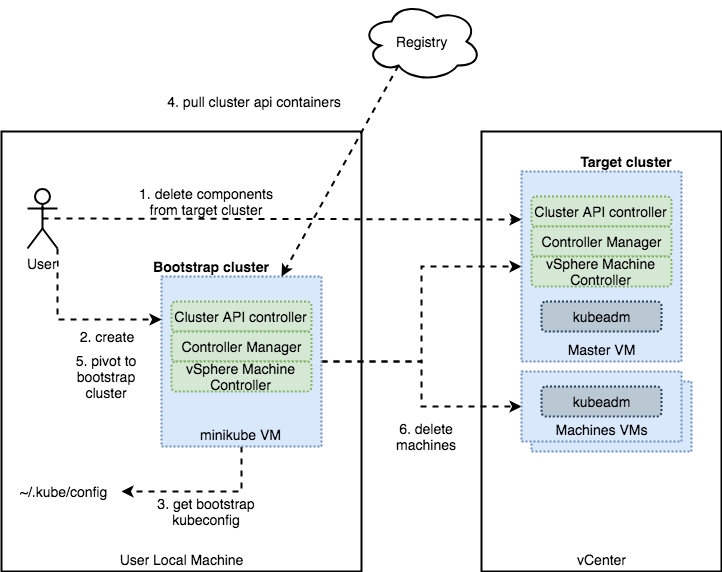 Registry
4. pull cluster api containers
Target cluster
1. delete components
from target cluster
Cluster API controller
Controller Manager
vSphere Machine
Controller
kubeadm
Master VM
User
Bootstrap cluster
Cluster API controller
Controller Manager
vSphere Machine
Controller
minikube VM
2. create
5. pivot to
bootstrap
cluster
kubeadm
Machines VMs
6. delete
machines
~/.kube/config
3. get bootstrap
kubeconfig
User Local Machine
vCenter